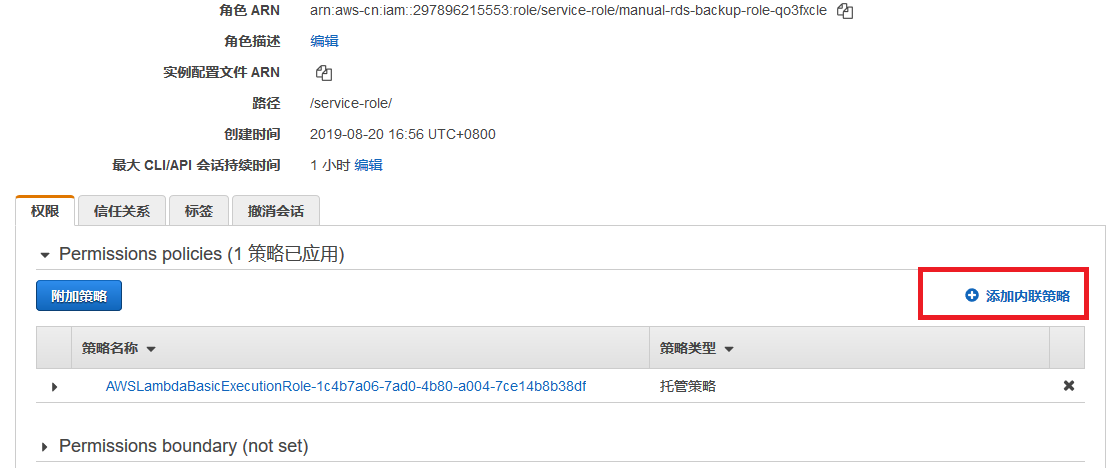 角色 ARN arn:aws-cn:iam::297896215553:role/service-role/manual-rds-backup-role-qo3fxcle
角色描述 编辑
实例配置文件 ARN
路径 /service-role/
创建时间 2019-08-20 16:56 UTC+0800
最大 CLI/API 会话持续时间 1 小时 编辑
权限 信任关系 标签 撤消会话
Permissions policies (1 策略已应用)
附加策略 添加内联策略
策略名称 策略类型
AWSLambdaBasicExecutionRole-1c4b7a06-7ad0-4b80-a004-7ce14b8b38df 托管策略
Permissions boundary (not set)